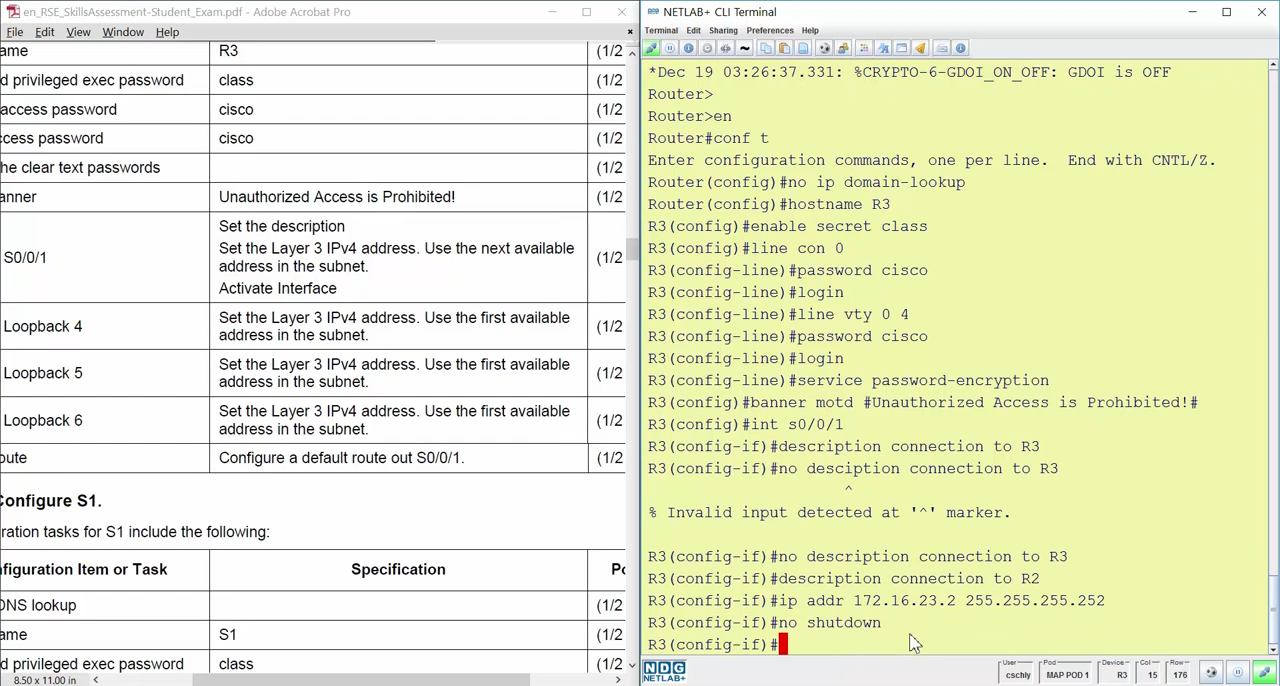 en_RSE_SkillsAssessment-Student_Exam.pdf - Adobe Acrobat Pro
File Edit View Window Help
ame R3 (1/2
d privileged exec password class (1/2
access password cisco (1/2
ccess password cisco (1/2
he clear text passwords (1/2
anner Unauthorized Access is Prohibited! (1/2
S0/0/1 Set the description
Set the Layer 3 IPv4 address. Use the next available
address in the subnet. (1/2
Activate Interface
Loopback 4 Set the Layer 3 IPv4 address. Use the first available
address in the subnet. (1/2
Loopback 5 Set the Layer 3 IPv4 address. Use the first available
address in the subnet. (1/2
Loopback 6 Set the Layer 3 IPv4 address. Use the first available
address in the subnet. (1/2
oute Configure a default route out S0/0/1. (1/2
Configure S1.
ration tasks for S1 include the following:
nfiguration Item or Task Specification Po
DNS lookup
ame S1 (1/2
d privileged exec password class (1/2
8.50 x 11.00 in
NETLAB+ CLI Terminal
Terminal Edit Sharing Preferences Help
*Dec 19 03:26:37.331: %CRYPTO-6-GDOI_ON_OFF: GDOI is OFF
Router>
Router>en
Router#conf t
Enter configuration commands, one per line.  End with CNTL/Z.
Router(config)#no ip domain-lookup
Router(config)#hostname R3
R3(config)#enable secret class
R3(config)#line con 0
R3(config-line)#password cisco
R3(config-line)#login
R3(config-line)#line vty 0 4
R3(config-line)#password cisco
R3(config-line)#login
R3(config-line)#service password-encryption
R3(config)#banner motd #Unauthorized Access is Prohibited!#
R3(config)#int s0/0/1
R3(config-if)#description connection to R3
R3(config-if)#no desciption connection to R3
^
% Invalid input detected at '^' marker.
R3(config-if)#no description connection to R3
R3(config-if)#description connection to R2
R3(config-if)#ip addr 172.16.23.2 255.255.255.252
R3(config-if)#no shutdown
R3(config-if)#
NDG
NETLAB+
User Pod Device Col Row
cschly MAP POD 1 R3 15 176